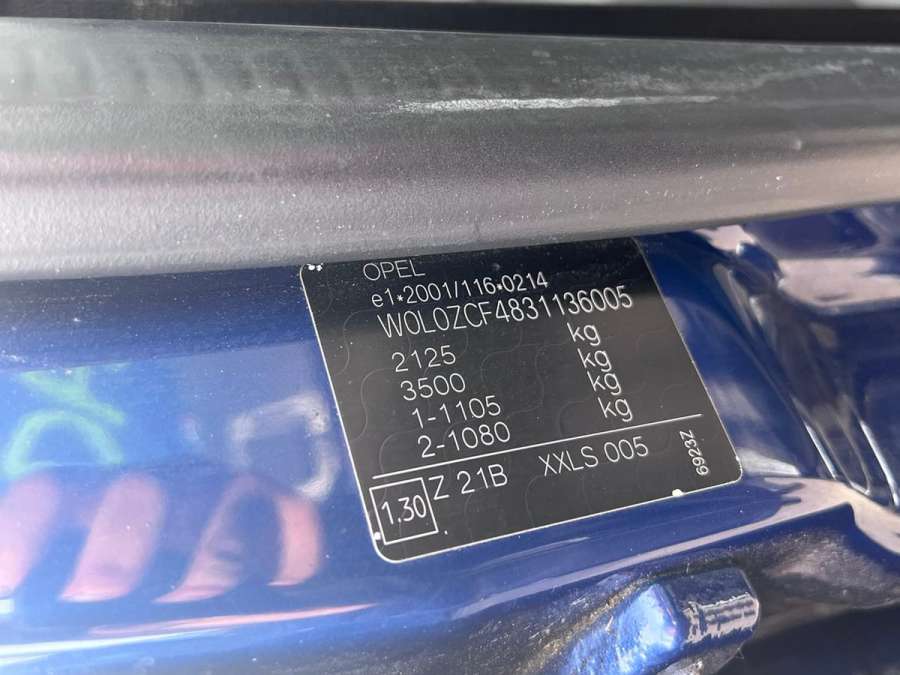 OPEL
e1*2001/116*0214
W0L0ZCF4831136005
2125 kg
3500 kg
1-1105 kg
2-1080 kg
1.30 Z 21B XXLS 005
6923Z